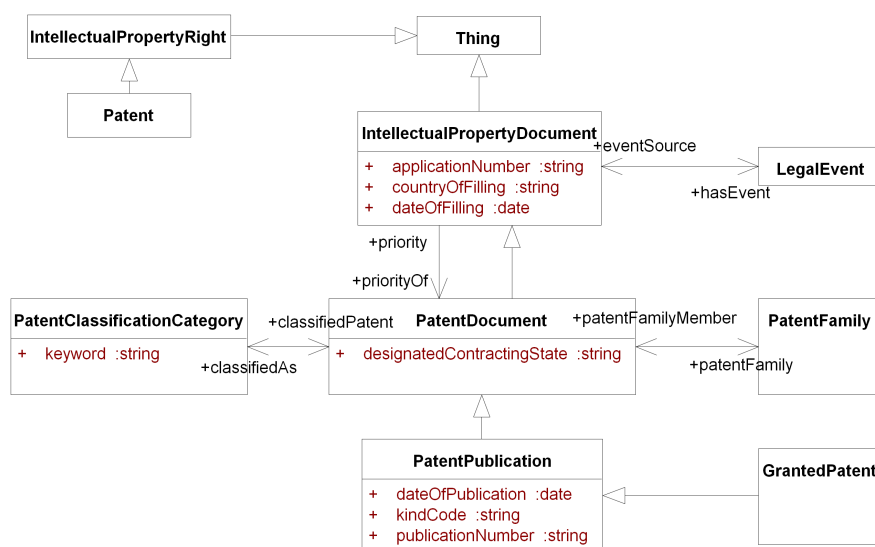 IntellectualPropertyRight
Thing
Patent
IntellectualPropertyDocument
+ applicationNumber :string
+ countryOfFilling :string
+ dateOfFilling :date
+eventSource
LegalEvent
+hasEvent
+priority
+priorityOf
PatentClassificationCategory
+ keyword :string
+classifiedPatent
+classifiedAs
PatentDocument
+ designatedContractingState :string
+patentFamilyMember
+patentFamily
PatentFamily
PatentPublication
+ dateOfPublication :date
+ kindCode :string
+ publicationNumber :string
GrantedPatent